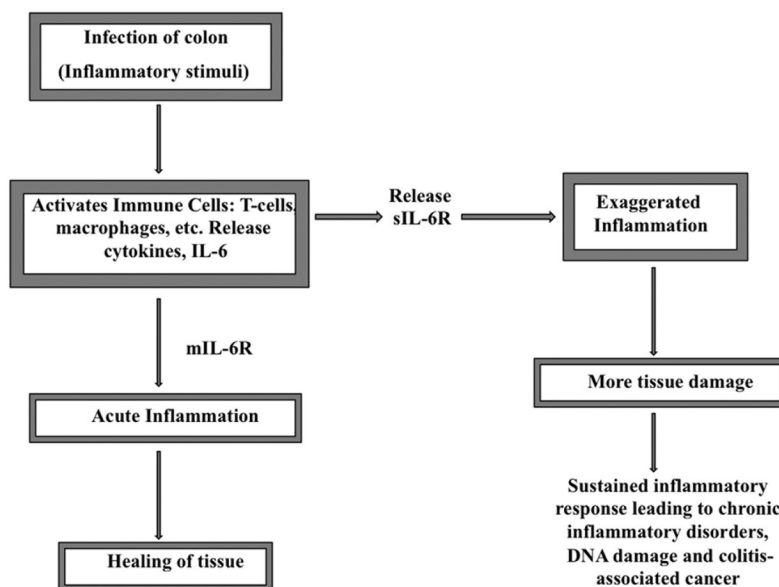 Infection of colon
(Inflammatory stimuli)
Activates Immune Cells: T-cells,
macrophages, etc. Release
cytokines, IL-6
Release
sIL-6R
Exaggerated
Inflammation
mIL-6R
Acute Inflammation
Healing of tissue
More tissue damage
Sustained inflammatory
response leading to chronic
inflammatory disorders,
DNA damage and colitis-
associated cancer